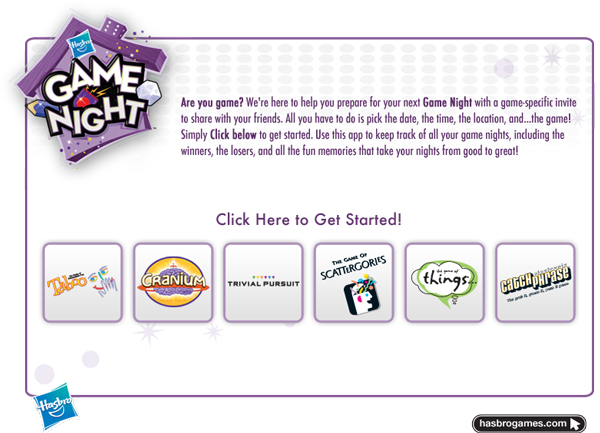 Hasbro
GAME
NIGHT
Are you game? We're here to help you prepare for your next Game Night with a game-specific invite
to share with your friends. All you have to do is pick the date, the time, the location, and...the game!
Simply Click below to get started. Use this app to keep track of all your game nights, including the
winners, the losers, and all the fun memories that take your nights from good to great!
Click Here to Get Started!
Taboo
CRANIUM
TRIVIAL PURSUIT
THE GAME OF
SCATTERGORIES
the game of
things...
electronic
CATCH PHRASE
Hasbro
hasbrogames.com